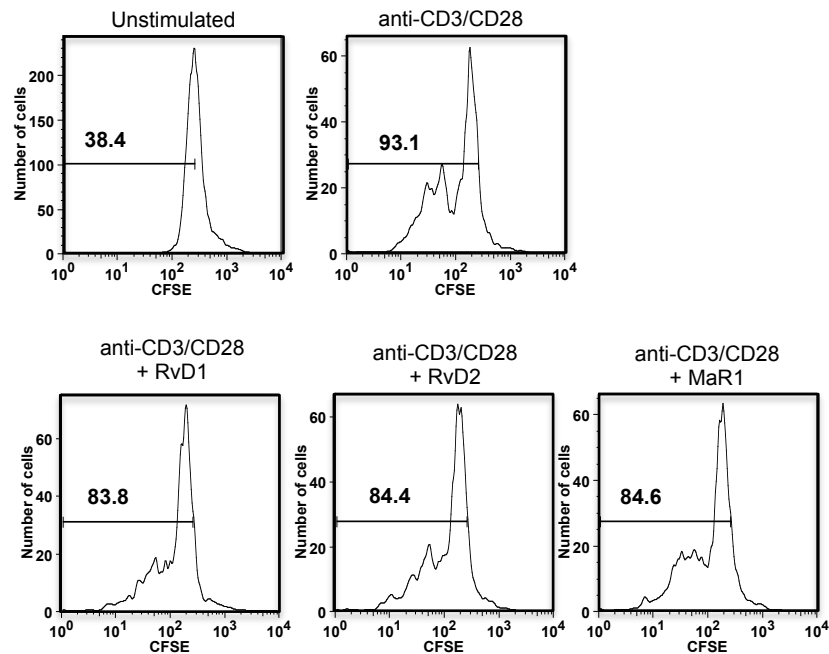 Unstimulated
Number of cells
200
150
100
50
0
38.4
10⁰ 10¹ 10² 10³ 10⁴
CFSE
anti-CD3/CD28
Number of cells
60
40
20
0
93.1
10⁰ 10¹ 10² 10³ 10⁴
CFSE
anti-CD3/CD28
+ RvD1
Number of cells
60
40
20
0
83.8
10⁰ 10¹ 10² 10³ 10⁴
CFSE
anti-CD3/CD28
+ RvD2
Number of cells
60
40
20
0
84.4
10⁰ 10¹ 10² 10³ 10⁴
CFSE
anti-CD3/CD28
+ MaR1
Number of cells
60
40
20
0
84.6
10⁰ 10¹ 10² 10³ 10⁴
CFSE